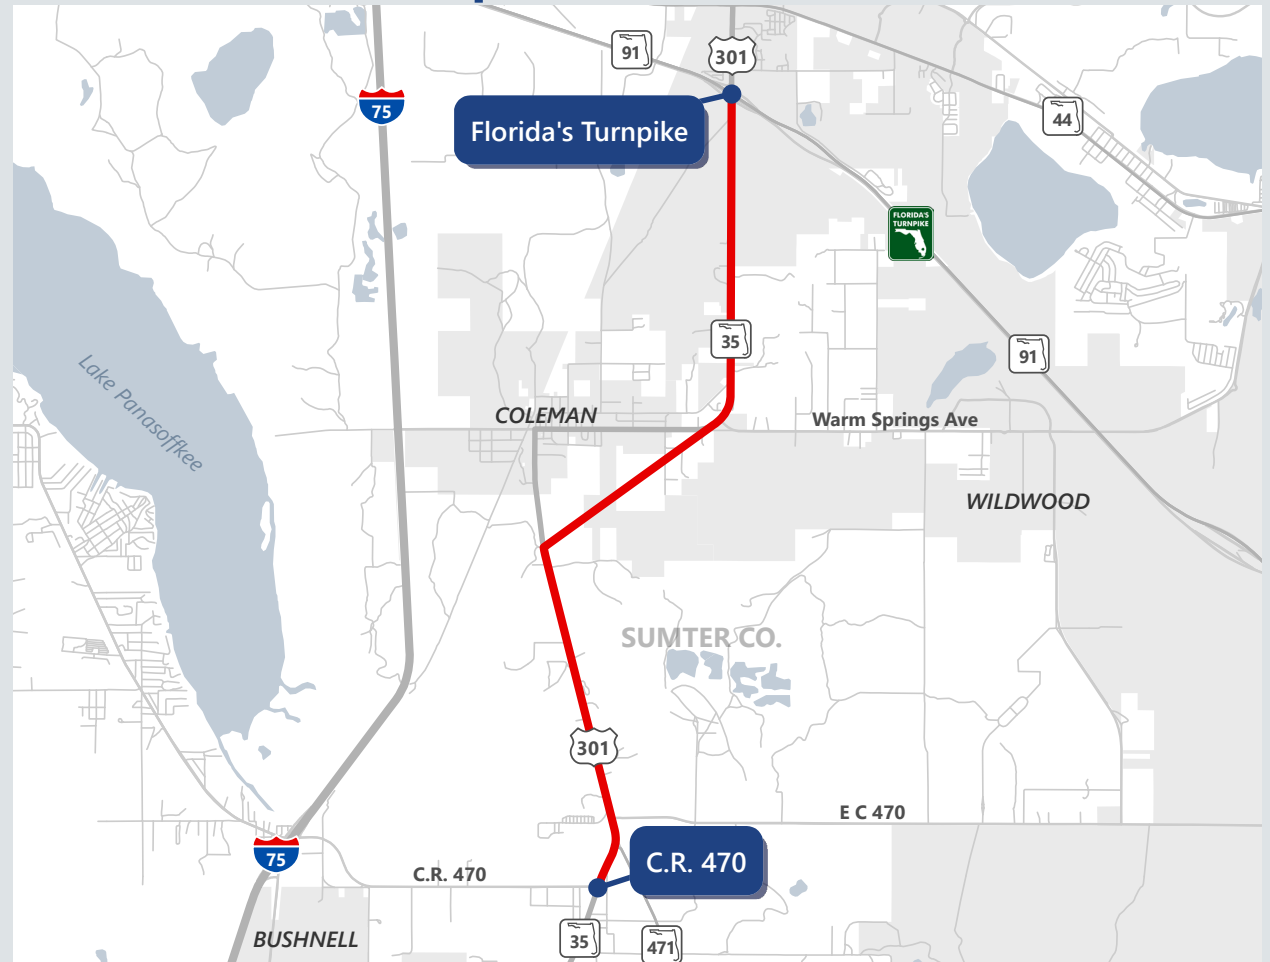 91
301
75
Florida's Turnpike
44
FLORIDA'S
TURNPIKE
35
91
Lake Panasoffkee
COLEMAN
Warm Springs Ave
WILDWOOD
SUMTER CO.
301
E C 470
75
C.R. 470
C.R. 470
BUSHNELL
35
471